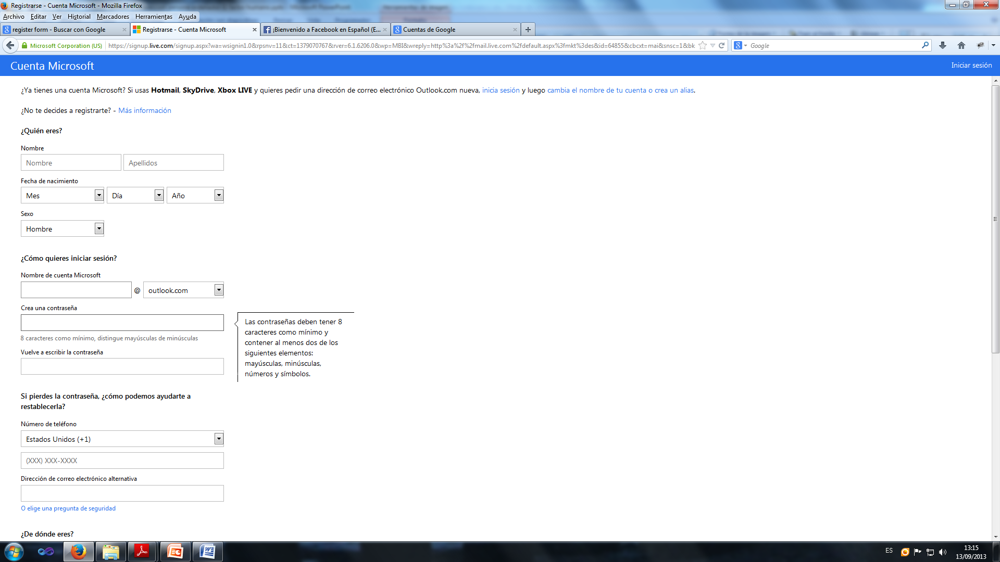 Registrarse - Cuenta Microsoft - Mozilla Firefox
Archivo Editar Ver Historial Marcadores Herramientas Ayuda
register form - Buscar con Google
Registrarse - Cuenta Microsoft
¡Bienvenido a Facebook en Español (E...
Cuentas de Google
Microsoft Corporation (US) https://signup.live.com/signup.aspx?wa=wsignin1.0&rpsnv=11&ct=1379070767&rver=6.1.6206.0&wp=MBI&wreply=http%3a%2f%2fmail.live.com%2fdefault.aspx%3fmkt%3des&id=64855&cbcxt=mai&snsc=1&bk
Google
Cuenta Microsoft
Iniciar sesión
¿Ya tienes una cuenta Microsoft? Si usas Hotmail, SkyDrive, Xbox LIVE y quieres pedir una dirección de correo electrónico Outlook.com nueva, inicia sesión y luego cambia el nombre de tu cuenta o crea un alias.
¿No te decides a registrarte? - Más información
¿Quién eres?
Nombre
Nombre Apellidos
Fecha de nacimiento
Mes Día Año
Sexo
Hombre
¿Cómo quieres iniciar sesión?
Nombre de cuenta Microsoft
@ outlook.com
Crea una contraseña
8 caracteres como mínimo, distingue mayúsculas de minúsculas
Vuelve a escribir la contraseña
Las contraseñas deben tener 8
caracteres como mínimo y
contener al menos dos de los
siguientes elementos:
mayúsculas, minúsculas,
números y símbolos.
Si pierdes la contraseña, ¿cómo podemos ayudarte a
restablecerla?
Número de teléfono
Estados Unidos (+1)
(XXX) XXX-XXXX
Dirección de correo electrónico alternativa
O elige una pregunta de seguridad
¿De dónde eres?
ES
13:15
13/09/2013